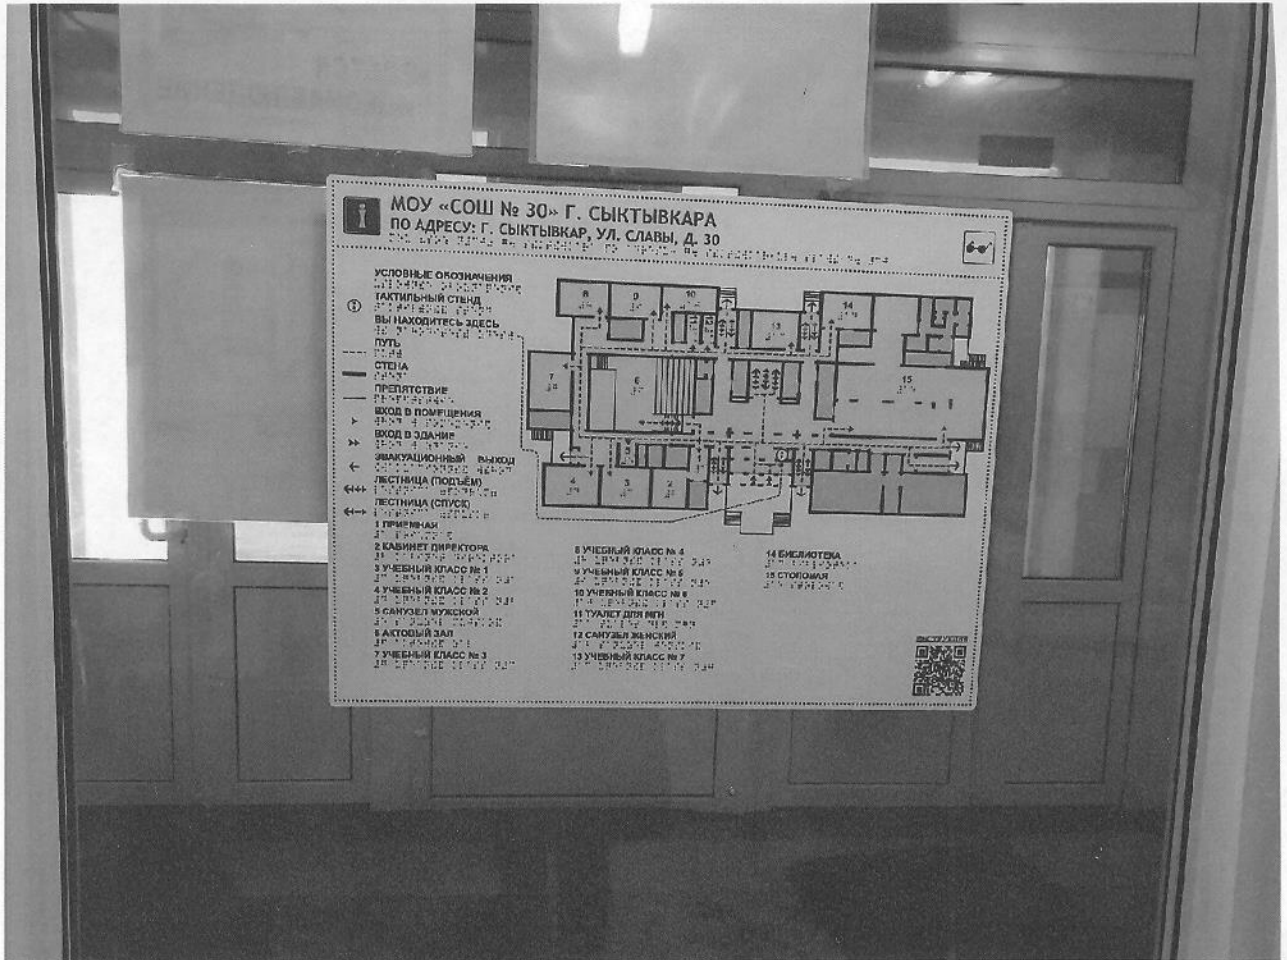 МОУ «СОШ № 30» Г. СЫКТЫВКАРА
ПО АДРЕСУ: Г. СЫКТЫВКАР, УЛ. СЛАВЫ, Д. 30
УСЛОВНЫЕ ОБОЗНАЧЕНИЯ
ТАКТИЛЬНЫЙ СТЕНД
ВЫ НАХОДИТЕСЬ ЗДЕСЬ
ПУТЬ
СТЕНА
ПРЕПЯТСТВИЕ
ВХОД В ПОМЕЩЕНИЯ
ВХОД В ЗДАНИЕ
ЭВАКУАЦИОННЫЙ ВЫХОД
ЛЕСТНИЦА (ПОДЪЁМ)
ЛЕСТНИЦА (СПУСК)
8 9 10 13 14
7 6 15
4 3 2
1 ПРИЕМНАЯ
2 КАБИНЕТ ДИРЕКТОРА
3 УЧЕБНЫЙ КЛАСС № 1
4 УЧЕБНЫЙ КЛАСС № 2
5 САНУЗЕЛ МУЖСКОЙ
6 АКТОВЫЙ ЗАЛ
7 УЧЕБНЫЙ КЛАСС № 3
8 УЧЕБНЫЙ КЛАСС № 4
9 УЧЕБНЫЙ КЛАСС № 5
10 УЧЕБНЫЙ КЛАСС № 6
11 ТУАЛЕТ ДЛЯ МГН
12 САНУЗЕЛ ЖЕНСКИЙ
13 УЧЕБНЫЙ КЛАСС № 7
14 БИБЛИОТЕКА
15 СТОЛОВАЯ